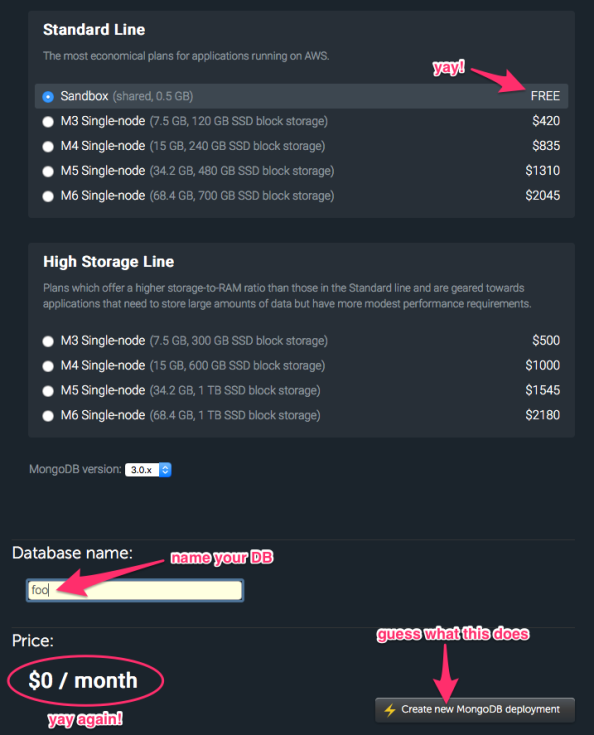 Standard Line
The most economical plans for applications running on AWS.
yay!
Sandbox (shared, 0.5 GB) FREE
M3 Single-node (7.5 GB, 120 GB SSD block storage) $420
M4 Single-node (15 GB, 240 GB SSD block storage) $835
M5 Single-node (34.2 GB, 480 GB SSD block storage) $1310
M6 Single-node (68.4 GB, 700 GB SSD block storage) $2045
High Storage Line
Plans which offer a higher storage-to-RAM ratio than those in the Standard line and are geared towards
applications that need to store large amounts of data but have more modest performance requirements.
M3 Single-node (7.5 GB, 300 GB SSD block storage) $500
M4 Single-node (15 GB, 600 GB SSD block storage) $1000
M5 Single-node (34.2 GB, 1 TB SSD block storage) $1545
M6 Single-node (68.4 GB, 1 TB SSD block storage) $2180
MongoDB version: 3.0.x
Database name:
name your DB
foo
guess what this does
Price:
$0 / month
Create new MongoDB deployment
yay again!